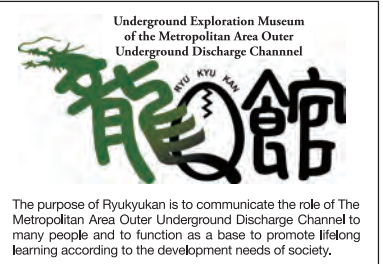 Underground Exploration Museum
of the Metropolitan Area Outer
Underground Discharge Channnel
RYU KYU KAN
龍Q館
The purpose of Ryukyukan is to communicate the role of The
Metropolitan Area Outer Underground Discharge Channel to
many people and to function as a base to promote lifelong
learning according to the development needs of society.